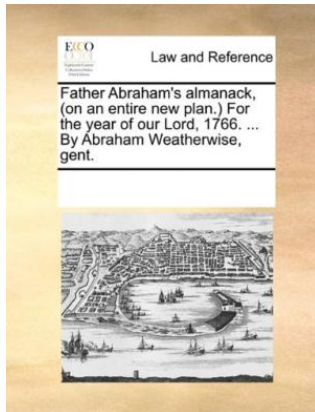 ECCO
Law and Reference
Father Abraham's almanack,
(on an entire new plan.) For
the year of our Lord, 1766. ...
By Abraham Weatherwise,
gent.